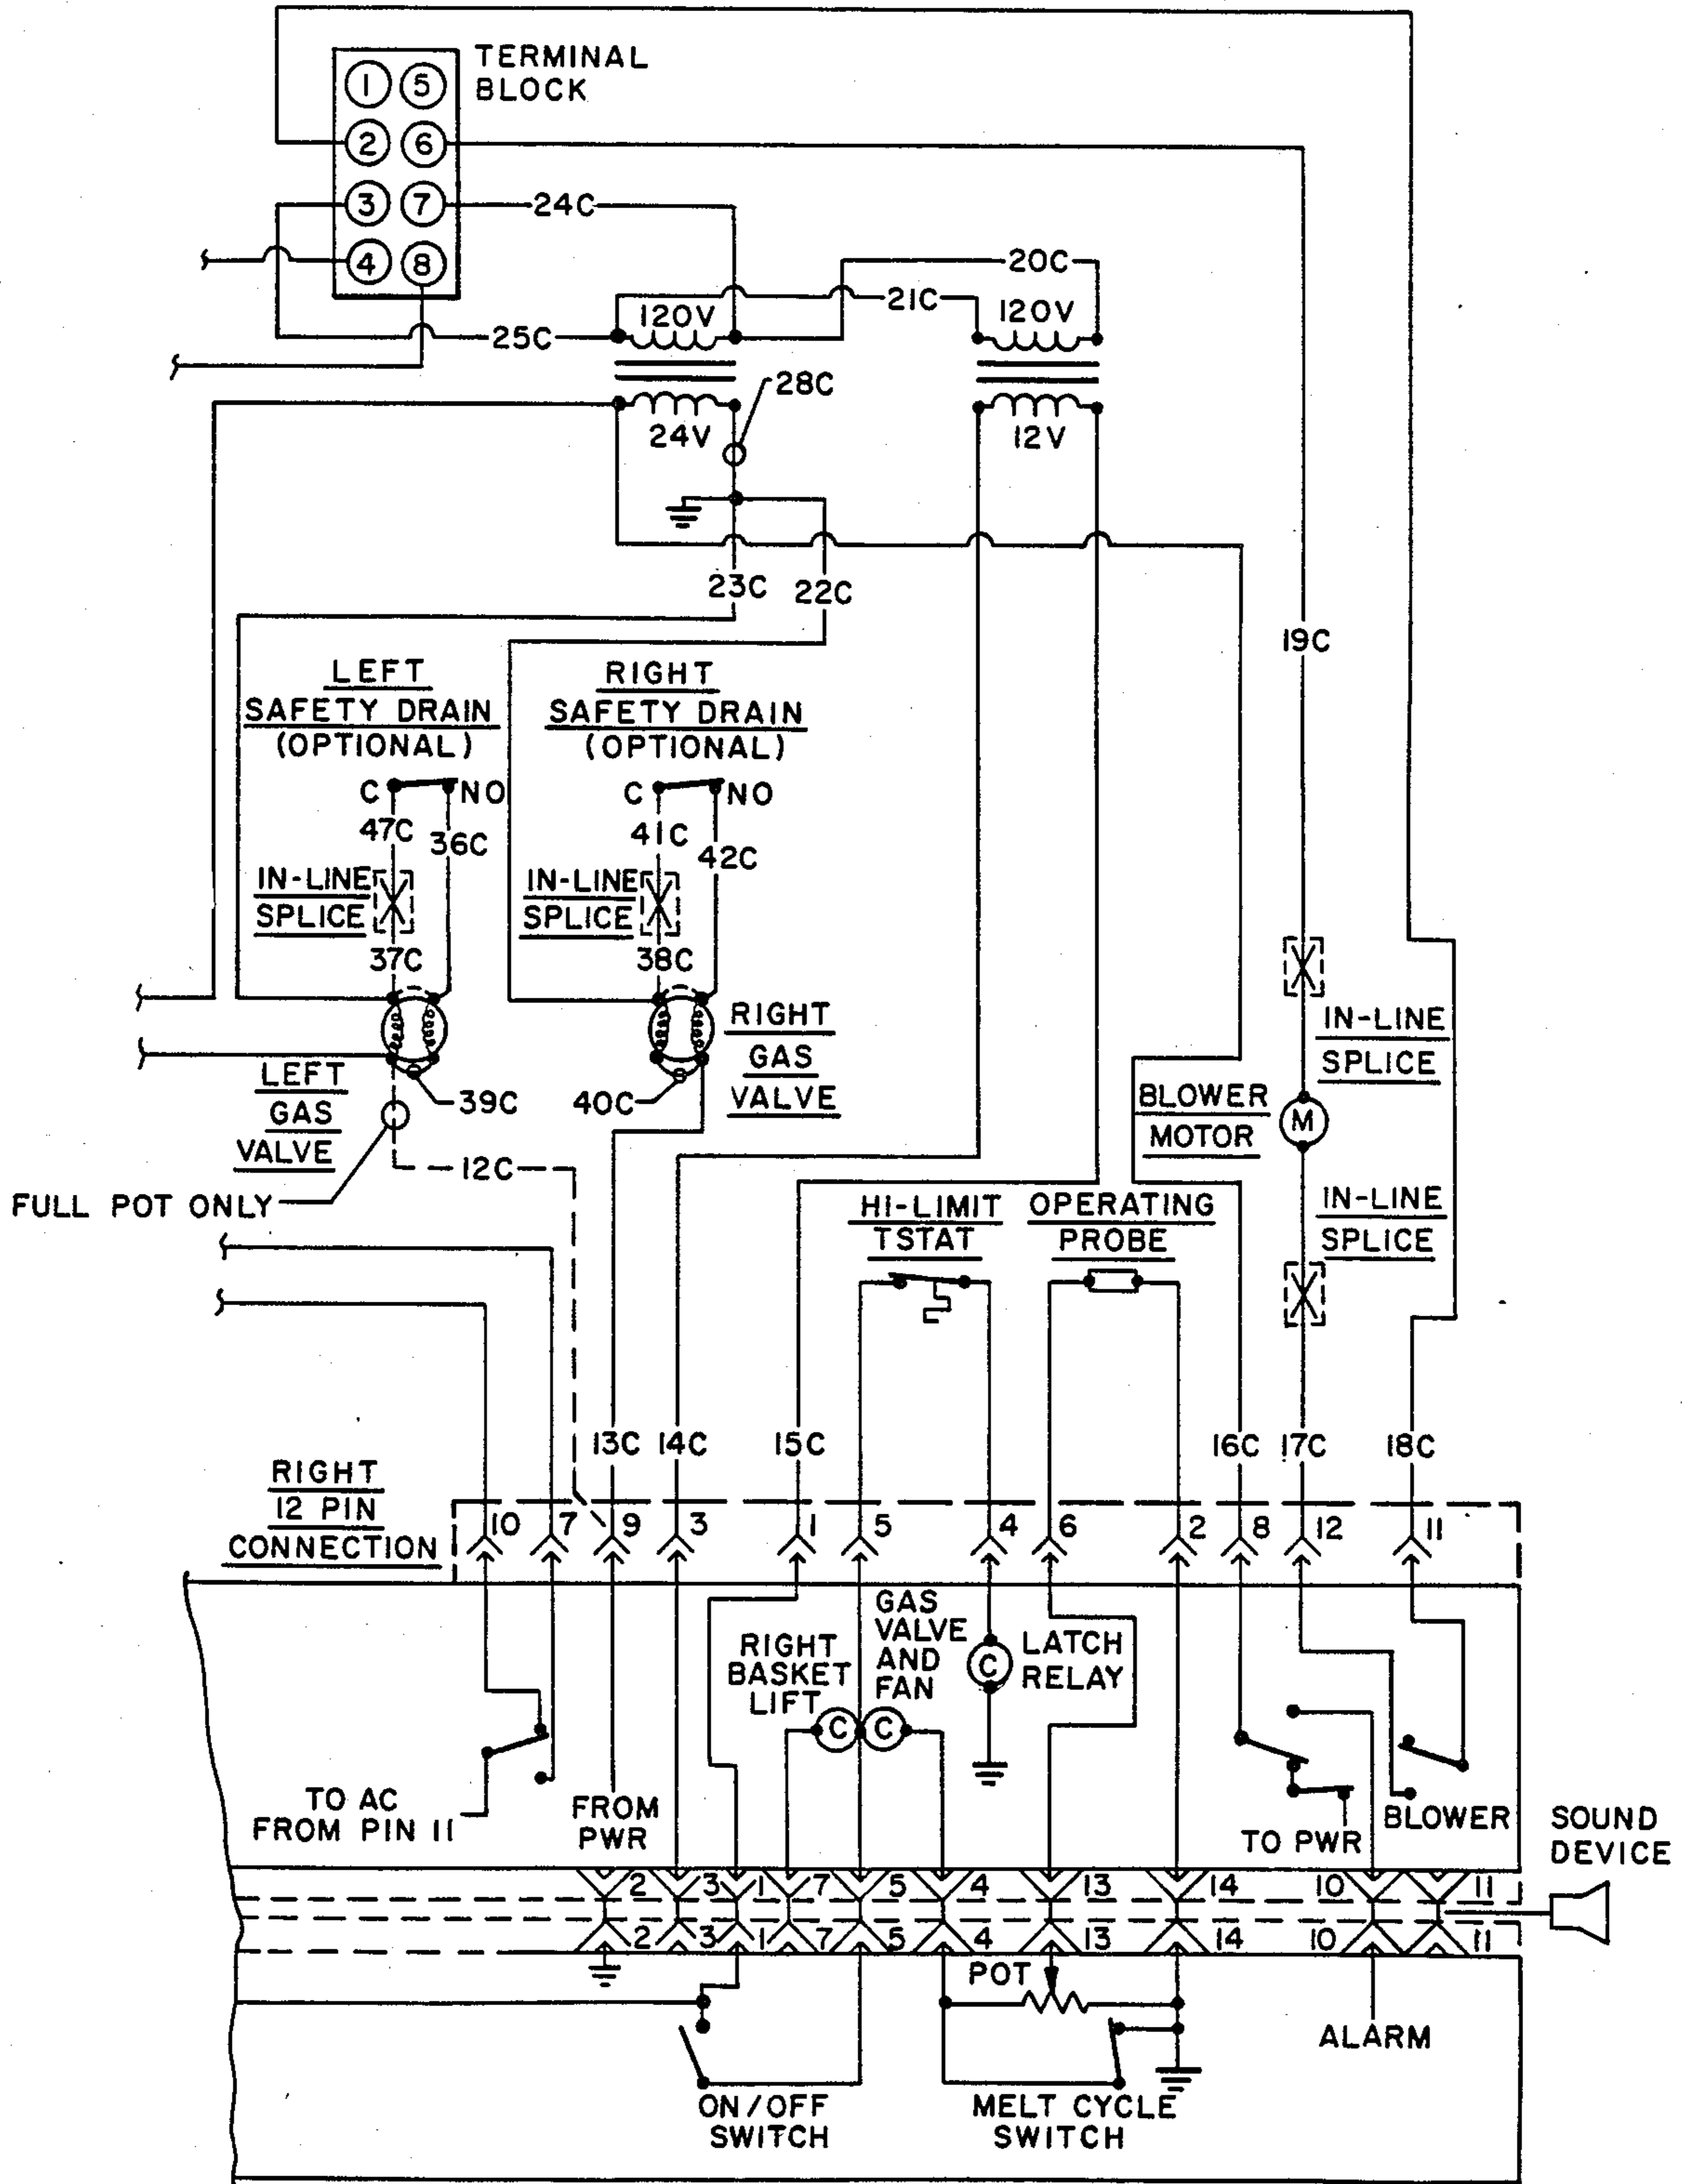 TERMINAL
BLOCK
1 5
2 6
3 7
4 8
24C
20C
21C
25C
120V
120V
28C
24V
12V
23C
22C
19C
LEFT
SAFETY DRAIN
(OPTIONAL)
RIGHT
SAFETY DRAIN
(OPTIONAL)
C NO
C NO
47C
36C
41C
42C
IN-LINE
SPLICE
IN-LINE
SPLICE
37C
38C
RIGHT
GAS
VALVE
IN-LINE
SPLICE
LEFT
GAS
VALVE
39C
40C
BLOWER
MOTOR
M
12C
FULL POT ONLY
HI-LIMIT
TSTAT
OPERATING
PROBE
IN-LINE
SPLICE
13C
14C
15C
16C
17C
18C
RIGHT
12 PIN
CONNECTION
10 7 9 3 1 5 4 6 2 8 12 11
RIGHT
BASKET
LIFT
GAS
VALVE
AND
FAN
C
LATCH
RELAY
C C
TO AC
FROM PIN 11
FROM
PWR
TO PWR
BLOWER
SOUND
DEVICE
2 3 1 7 5 4 13 14 10 11
2 3 1 7 5 4 13 14 10 11
POT
ALARM
ON/OFF
SWITCH
MELT CYCLE
SWITCH